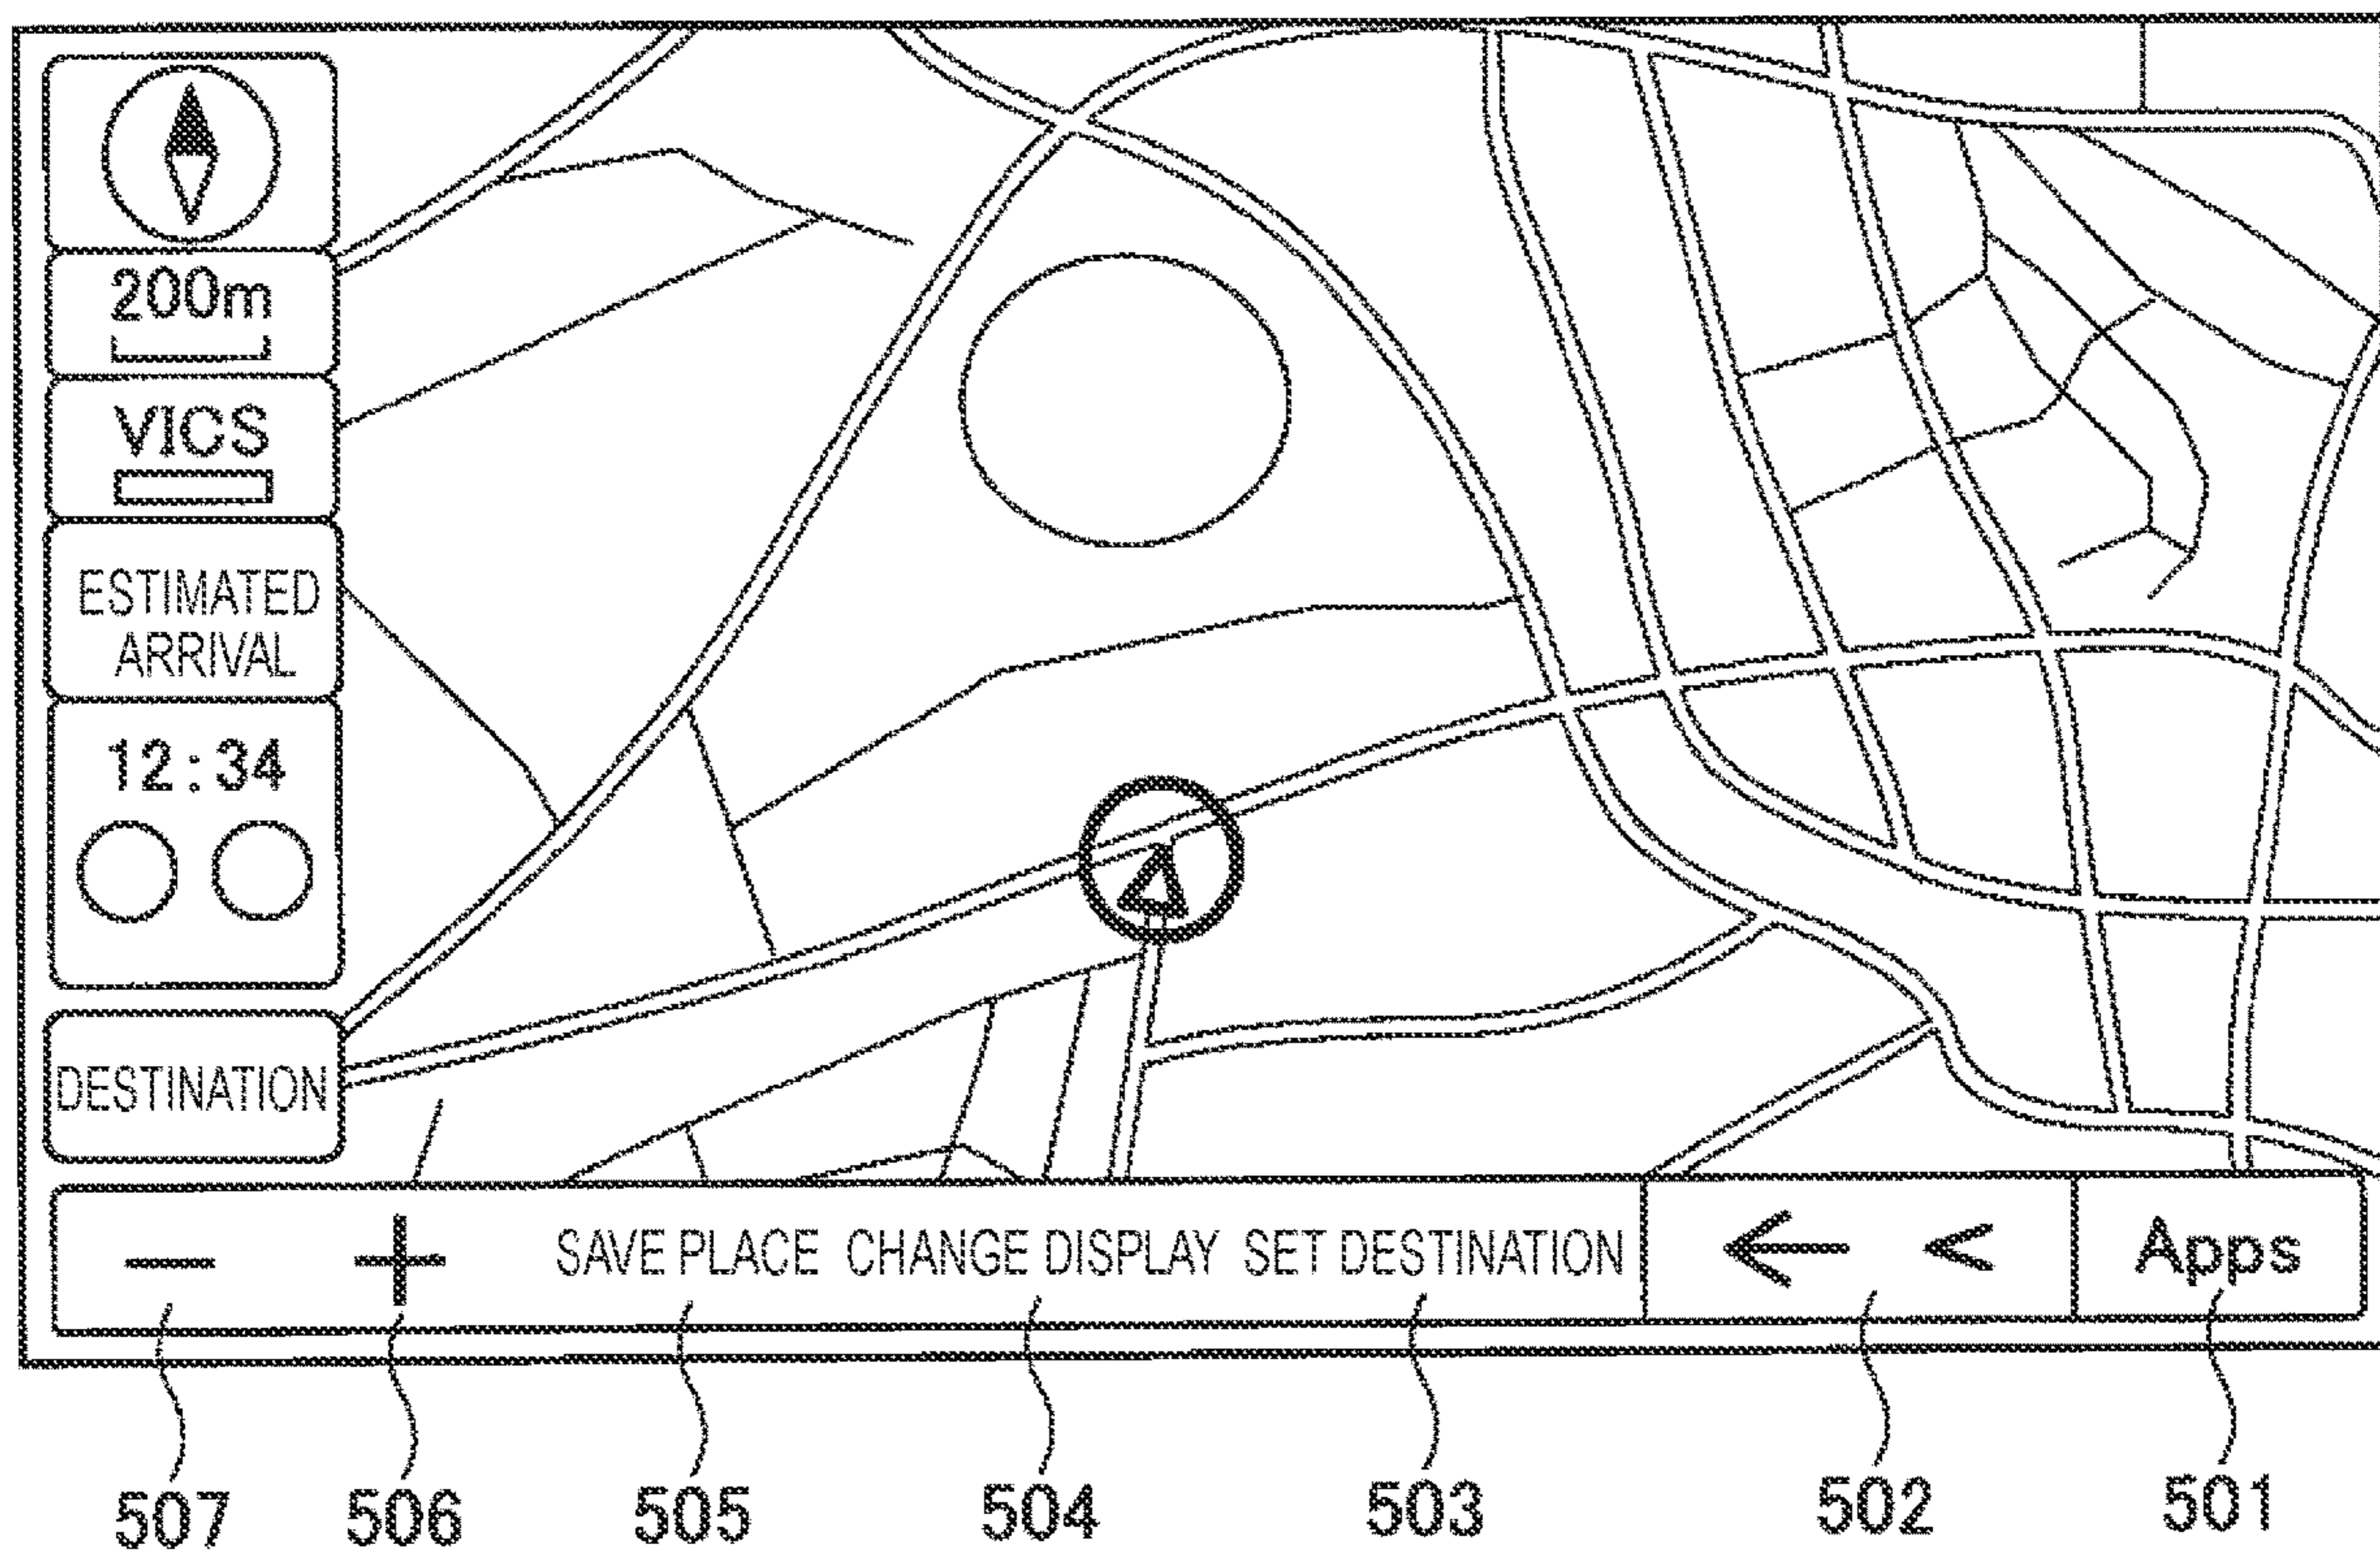 200m
VICS
ESTIMATED
ARRIVAL
12:34
DESTINATION
− + SAVE PLACE CHANGE DISPLAY SET DESTINATION ← < Apps
507 506 505 504 503 502 501